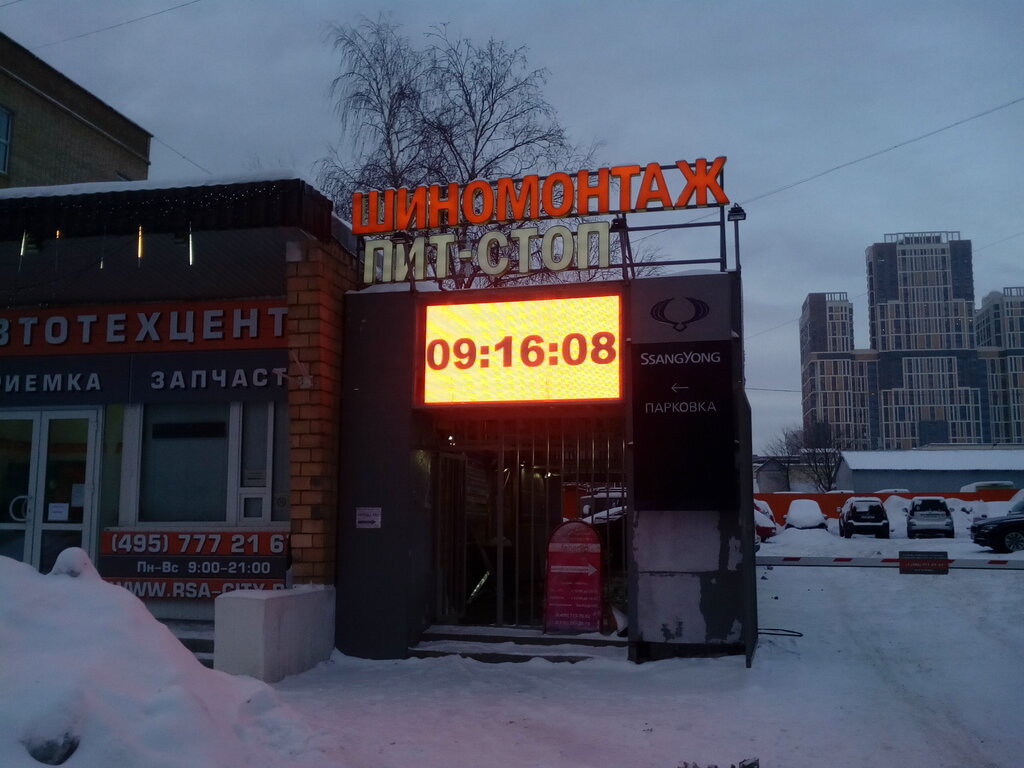 ШИНОМОНТАЖ
ПИТ-СТОП
09:16:08
SSANGYONG
←
ПАРКОВКА
ВТОТЕХЦЕНТ
ИЕМКА ЗАПЧАСТ
(495) 777 21 6
Пн-Вс 9:00-21:00
WWW.RSA-CITY.